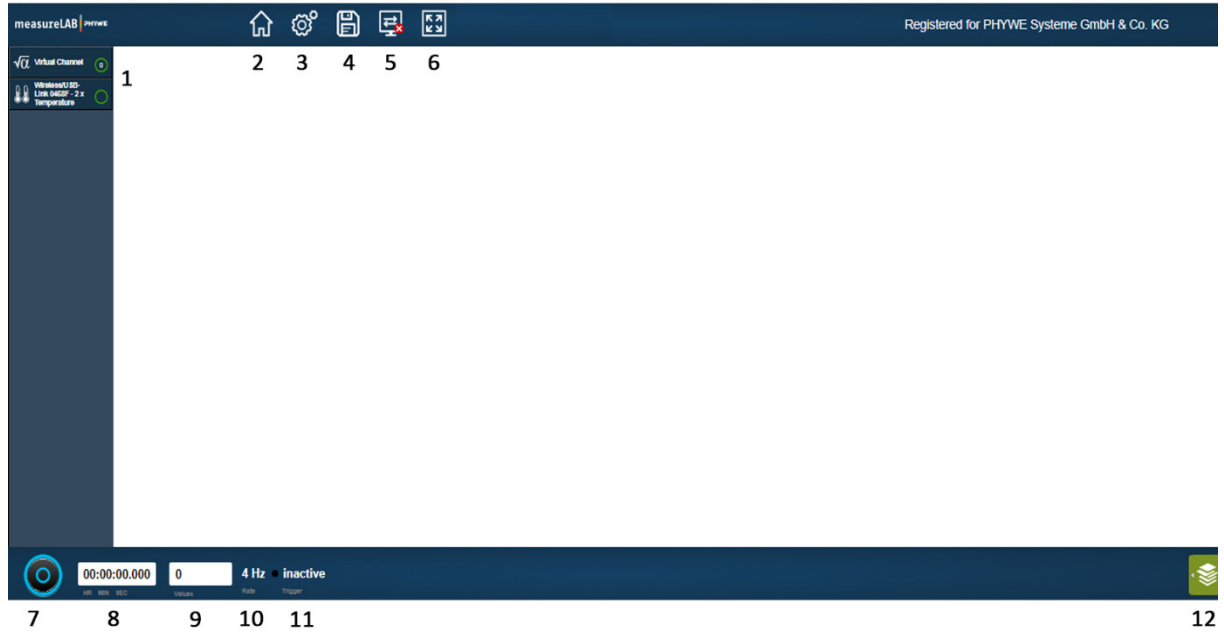 measureLAB PHYWE
Registered for PHYWE Systeme GmbH & Co. KG
√α Virtual Channel 0
Wireless/USB-
Link 046SF - 2 x
Temperature
1
2 3 4 5 6
00:00:00.000 0 4 Hz inactive
HR MIN SEC Values Rate Trigger
7 8 9 10 11 12